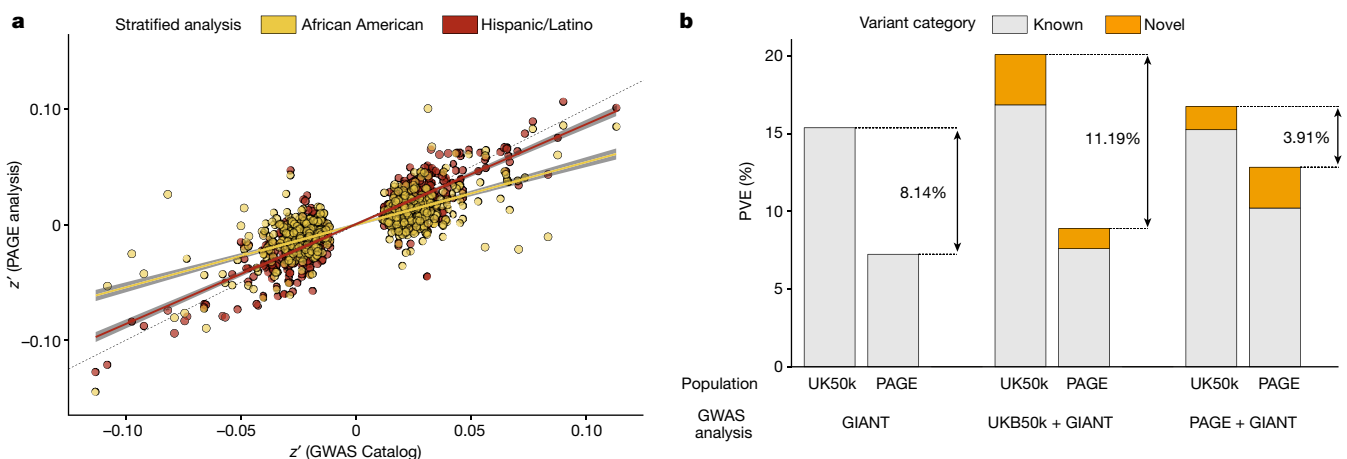 a
Stratified analysis African American Hispanic/Latino
z′ (PAGE analysis)
0.10
0
−0.10
−0.10 −0.05 0 0.05 0.10
z′ (GWAS Catalog)
b
Variant category Known Novel
PVE (%)
20
15
10
5
0
8.14%
11.19%
3.91%
Population UK50k PAGE UK50k PAGE UK50k PAGE
GWAS
analysis
GIANT UKB50k + GIANT PAGE + GIANT